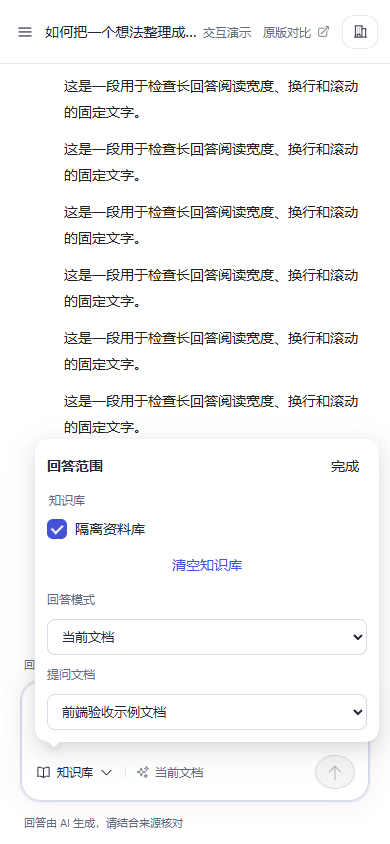 如何把一个想法整理成... 交互演示 原版对比
这是一段用于检查长回答阅读宽度、换行和滚动
的固定文字。
这是一段用于检查长回答阅读宽度、换行和滚动
的固定文字。
这是一段用于检查长回答阅读宽度、换行和滚动
的固定文字。
这是一段用于检查长回答阅读宽度、换行和滚动
的固定文字。
这是一段用于检查长回答阅读宽度、换行和滚动
的固定文字。
这是一段用于检查长回答阅读宽度、换行和滚动
的固定文字。
回答范围 完成
知识库
隔离资料库
清空知识库
回答模式
当前文档
回
提问文档
前端验收示例文档
知识库 当前文档
回答由 AI 生成，请结合来源核对